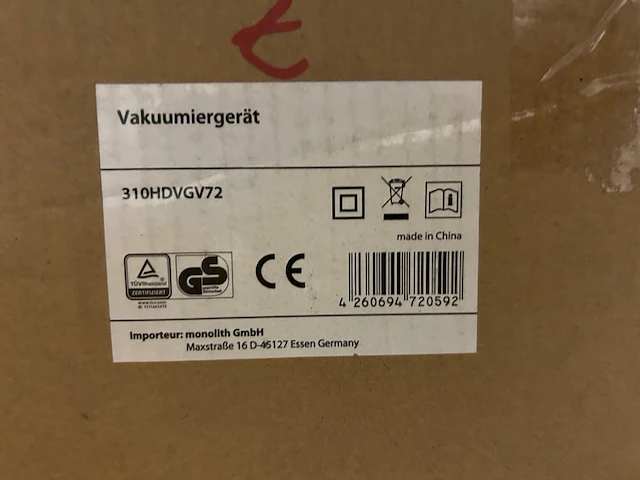 Vakuumiergerät
310HDVGV72
made in China
TÜVRheinland
ZERTIFIZIERT
GS
CE
4 260694 720592
Importeur: monolith GmbH
Maxstraße 16 D-45127 Essen Germany